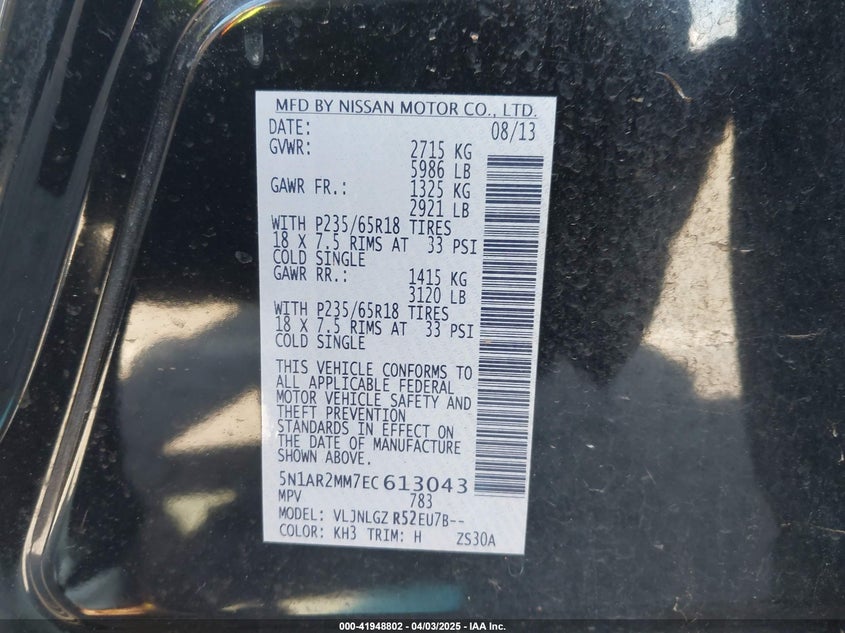 MFD BY NISSAN MOTOR CO., LTD.
DATE: 08/13
GVWR: 2715 KG
5986 LB
GAWR FR.: 1325 KG
2921 LB
WITH P235/65R18 TIRES
18 X 7.5 RIMS AT 33 PSI
COLD SINGLE
GAWR RR.: 1415 KG
3120 LB
WITH P235/65R18 TIRES
18 X 7.5 RIMS AT 33 PSI
COLD SINGLE
THIS VEHICLE CONFORMS TO
ALL APPLICABLE FEDERAL
MOTOR VEHICLE SAFETY AND
THEFT PREVENTION
STANDARDS IN EFFECT ON
THE DATE OF MANUFACTURE
SHOWN ABOVE.
5N1AR2MM7EC613043
MPV 783
MODEL: VLJNLGZ R52EU7B--
COLOR: KH3 TRIM: H ZS30A
000-41948802 - 04/03/2025 - IAA Inc.